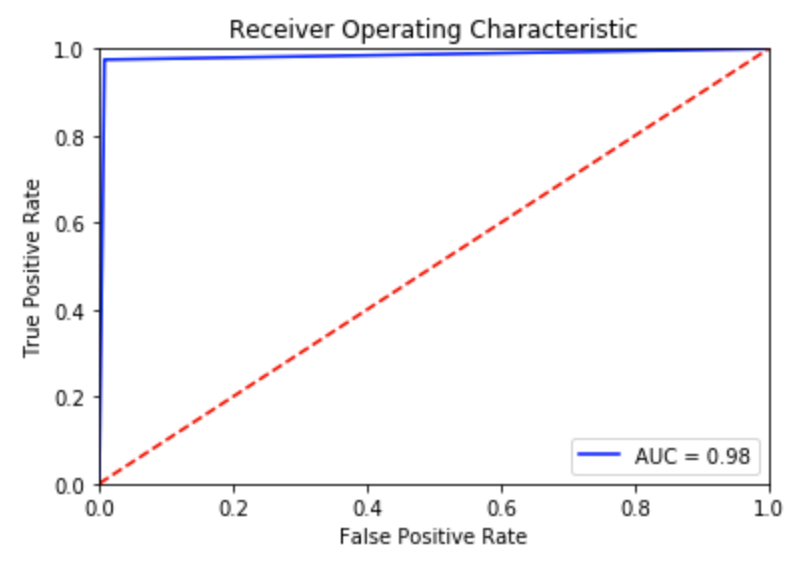 Receiver Operating Characteristic
1.0
0.8
0.6
0.4
0.2
0.0
True Positive Rate
AUC = 0.98
0.0 0.2 0.4 0.6 0.8 1.0
False Positive Rate